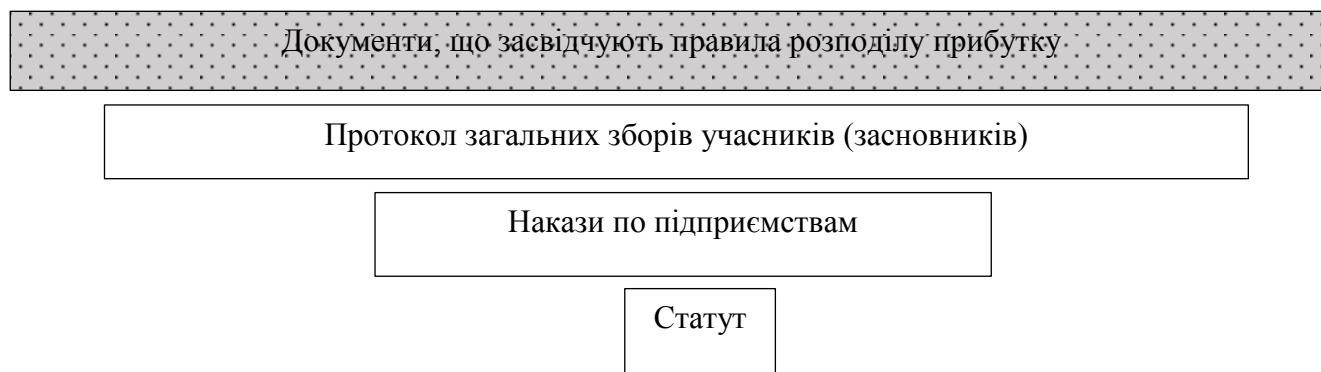 Документи, що засвідчують правила розподілу прибутку
Протокол загальних зборів учасників (засновників)
Накази по підприємствам
Статут